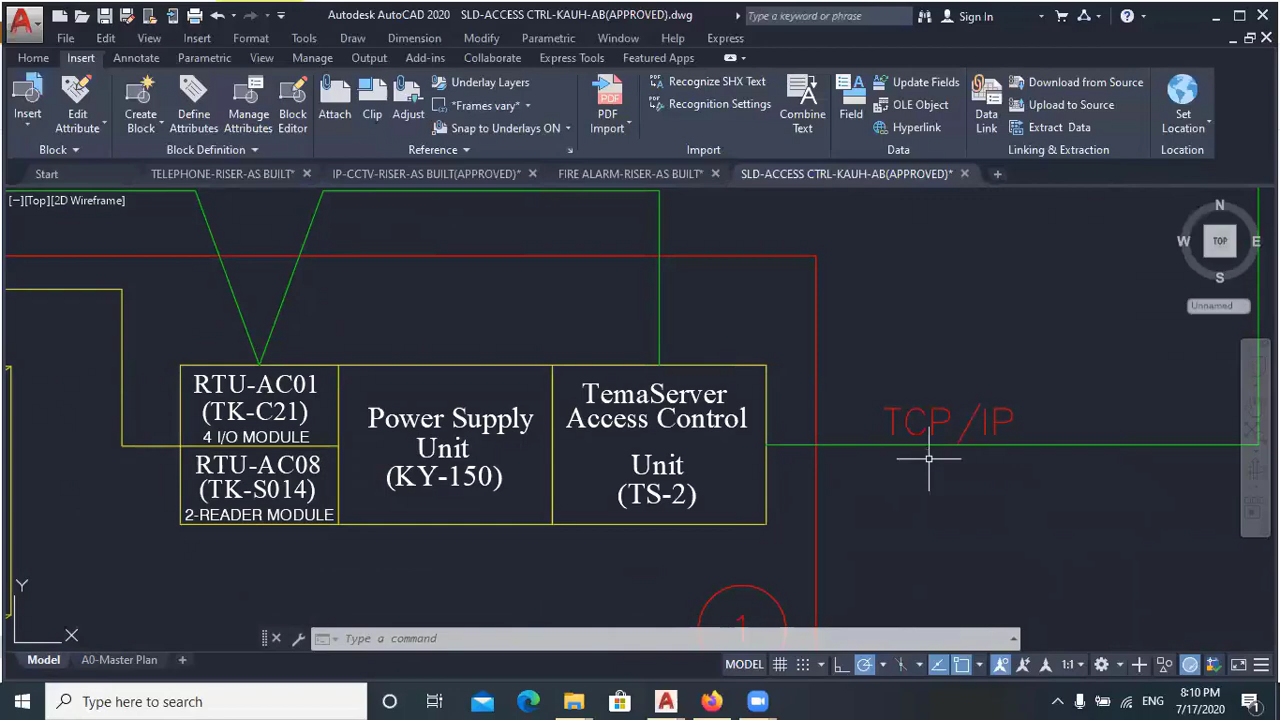 Autodesk AutoCAD 2020 SLD-ACCESS CTRL-KAUH-AB(APPROVED).dwg
Type a keyword or phrase
Sign In
File Edit View Insert Format Tools Draw Dimension Modify Parametric Window Help Express
Home Insert Annotate Parametric View Manage Output Add-ins Collaborate Express Tools Featured Apps
Insert
Edit
Attribute
Create
Block
Define
Attributes
Manage
Attributes
Block
Editor
Attach
Clip
Adjust
Underlay Layers
*Frames vary*
Snap to Underlays ON
PDF
Import
Recognize SHX Text
Recognition Settings
Combine
Text
Field
Update Fields
OLE Object
Hyperlink
Data
Link
Download from Source
Upload to Source
Extract Data
Set
Location
Block Block Definition Reference Import Data Linking & Extraction Location
Start TELEPHONE-RISER-AS BUILT* IP-CCTV-RISER-AS BUILT(APPROVED)* FIRE ALARM-RISER-AS BUILT* SLD-ACCESS CTRL-KAUH-AB(APPROVED)*
[−][Top][2D Wireframe]
N
W TOP E
S
Unnamed
RTU-AC01
(TK-C21)
4 I/O MODULE
RTU-AC08
(TK-S014)
2-READER MODULE
Power Supply
Unit
(KY-150)
TemaServer
Access Control
Unit
(TS-2)
TCP/IP
1
Y
X
Type a command
Model A0-Master Plan
MODEL 1:1
Type here to search
ENG
8:10 PM
7/17/2020
1